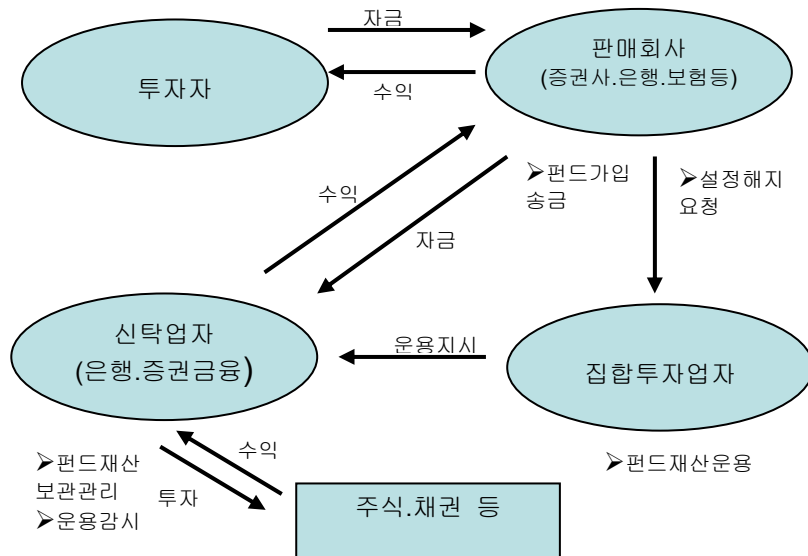 자금
투자자
판매회사
(증권사.은행.보험등)
수익
➢펀드가입
송금
➢설정해지
요청
수익
자금
신탁업자
(은행.증권금융)
운용지시
집합투자업자
➢펀드재산운용
➢펀드재산
보관관리
➢운용감시
수익
투자
주식.채권 등